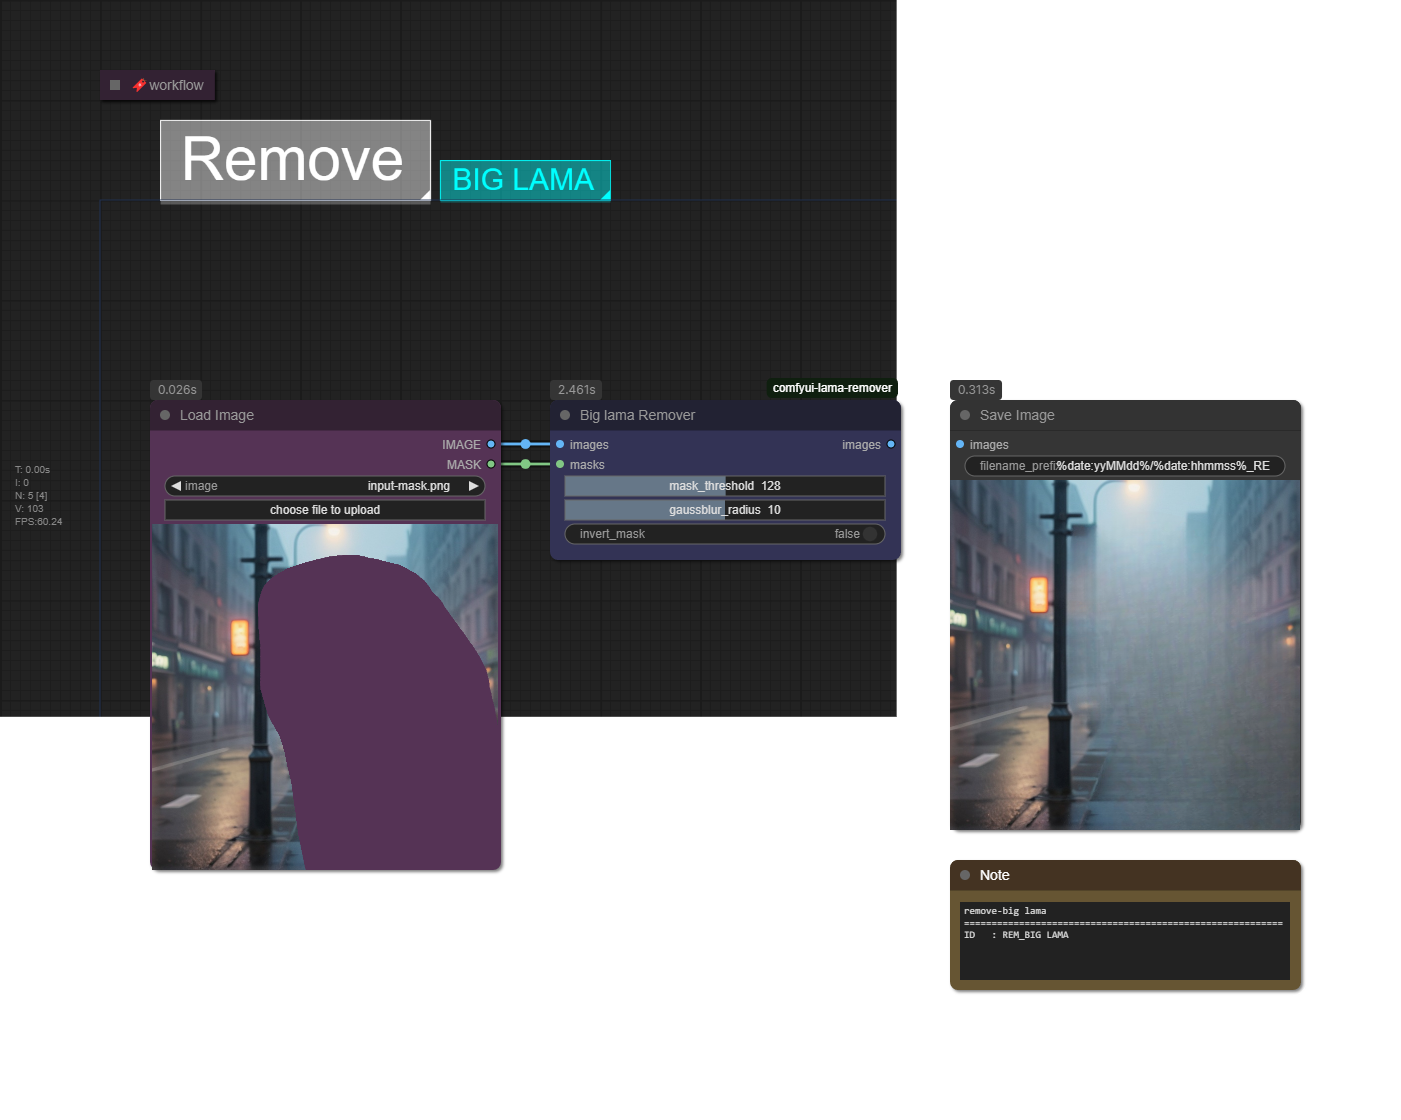 workflow
Remove
BIG LAMA
0.026s
Load Image
IMAGE
MASK
image input-mask.png
choose file to upload
2.461s
comfyui-lama-remover
Big lama Remover
images images
masks
mask_threshold 128
gaussblur_radius 10
invert_mask false
0.313s
Save Image
images
filename_prefi %date:yyMMdd%/%date:hhmmss%_RE
T: 0.00s
I: 0
N: 5 [4]
V: 103
FPS:60.24
Note
remove-big lama
==========================================================
ID : REM_BIG LAMA